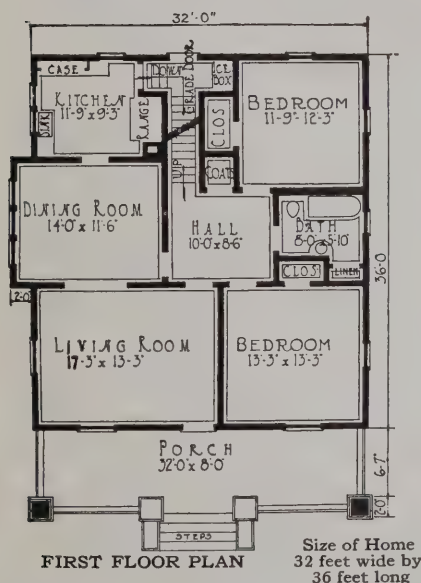 32'-0"
CASE
DOWN
GRADE DOOR
ICE
BOX
KITCHEN
11'-9" x 9'-3"
RANGE
SINK
CLOS
BEDROOM
11'-9" - 12'-3"
UP
COATS
DINING ROOM
14'-0" x 11'-6"
HALL
10'-0" x 8'-6"
BATH
8'-0" x 5'-10"
CLOS
LINEN
36'-0
2'-0"
LIVING ROOM
17'-3" x 13'-3"
BEDROOM
13'-3" x 13'-3"
PORCH
32'-0" x 8'-0"
6'-7"
2'-0"
STEPS
FIRST FLOOR PLAN
Size of Home
32 feet wide by
36 feet long